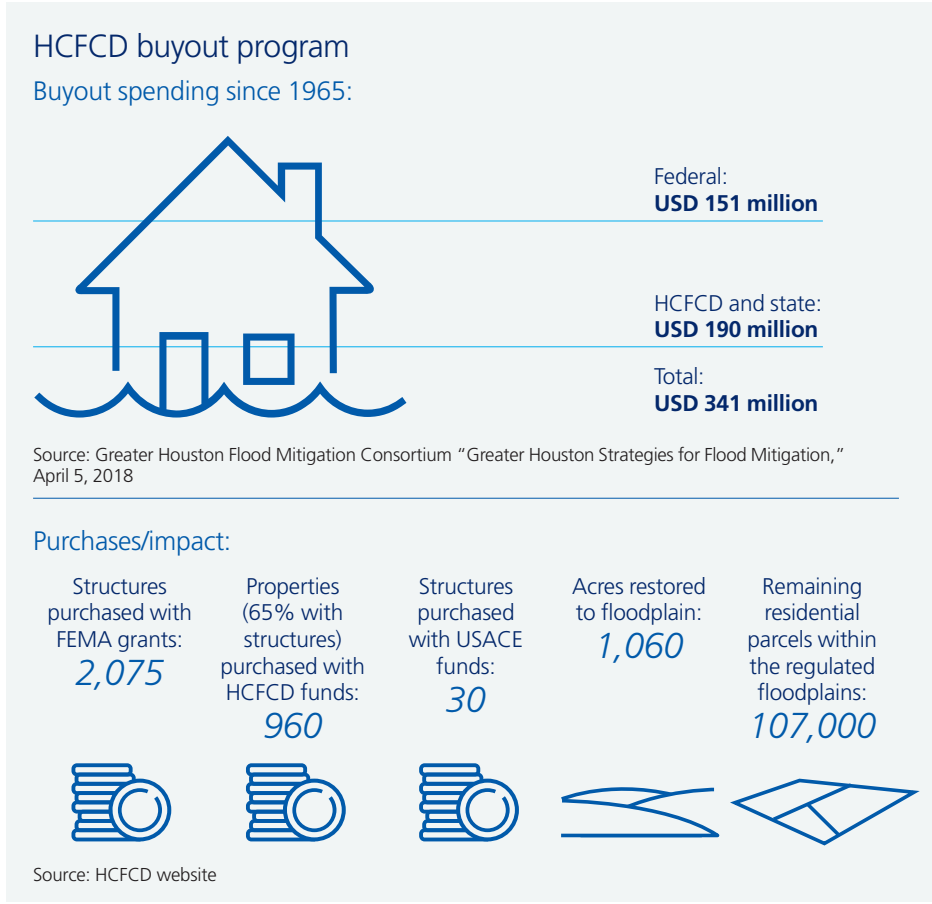 HCFCD buyout program
Buyout spending since 1965:
Federal:
USD 151 million
HCFCD and state:
USD 190 million
Total:
USD 341 million
Source: Greater Houston Flood Mitigation Consortium “Greater Houston Strategies for Flood Mitigation,”
April 5, 2018
Purchases/impact:
Structures
purchased with
FEMA grants:
2,075
Properties
(65% with
structures)
purchased with
HCFCD funds:
960
Structures
purchased
with USACE
funds:
30
Acres restored
to floodplain:
1,060
Remaining
residential
parcels within
the regulated
floodplains:
107,000
Source: HCFCD website